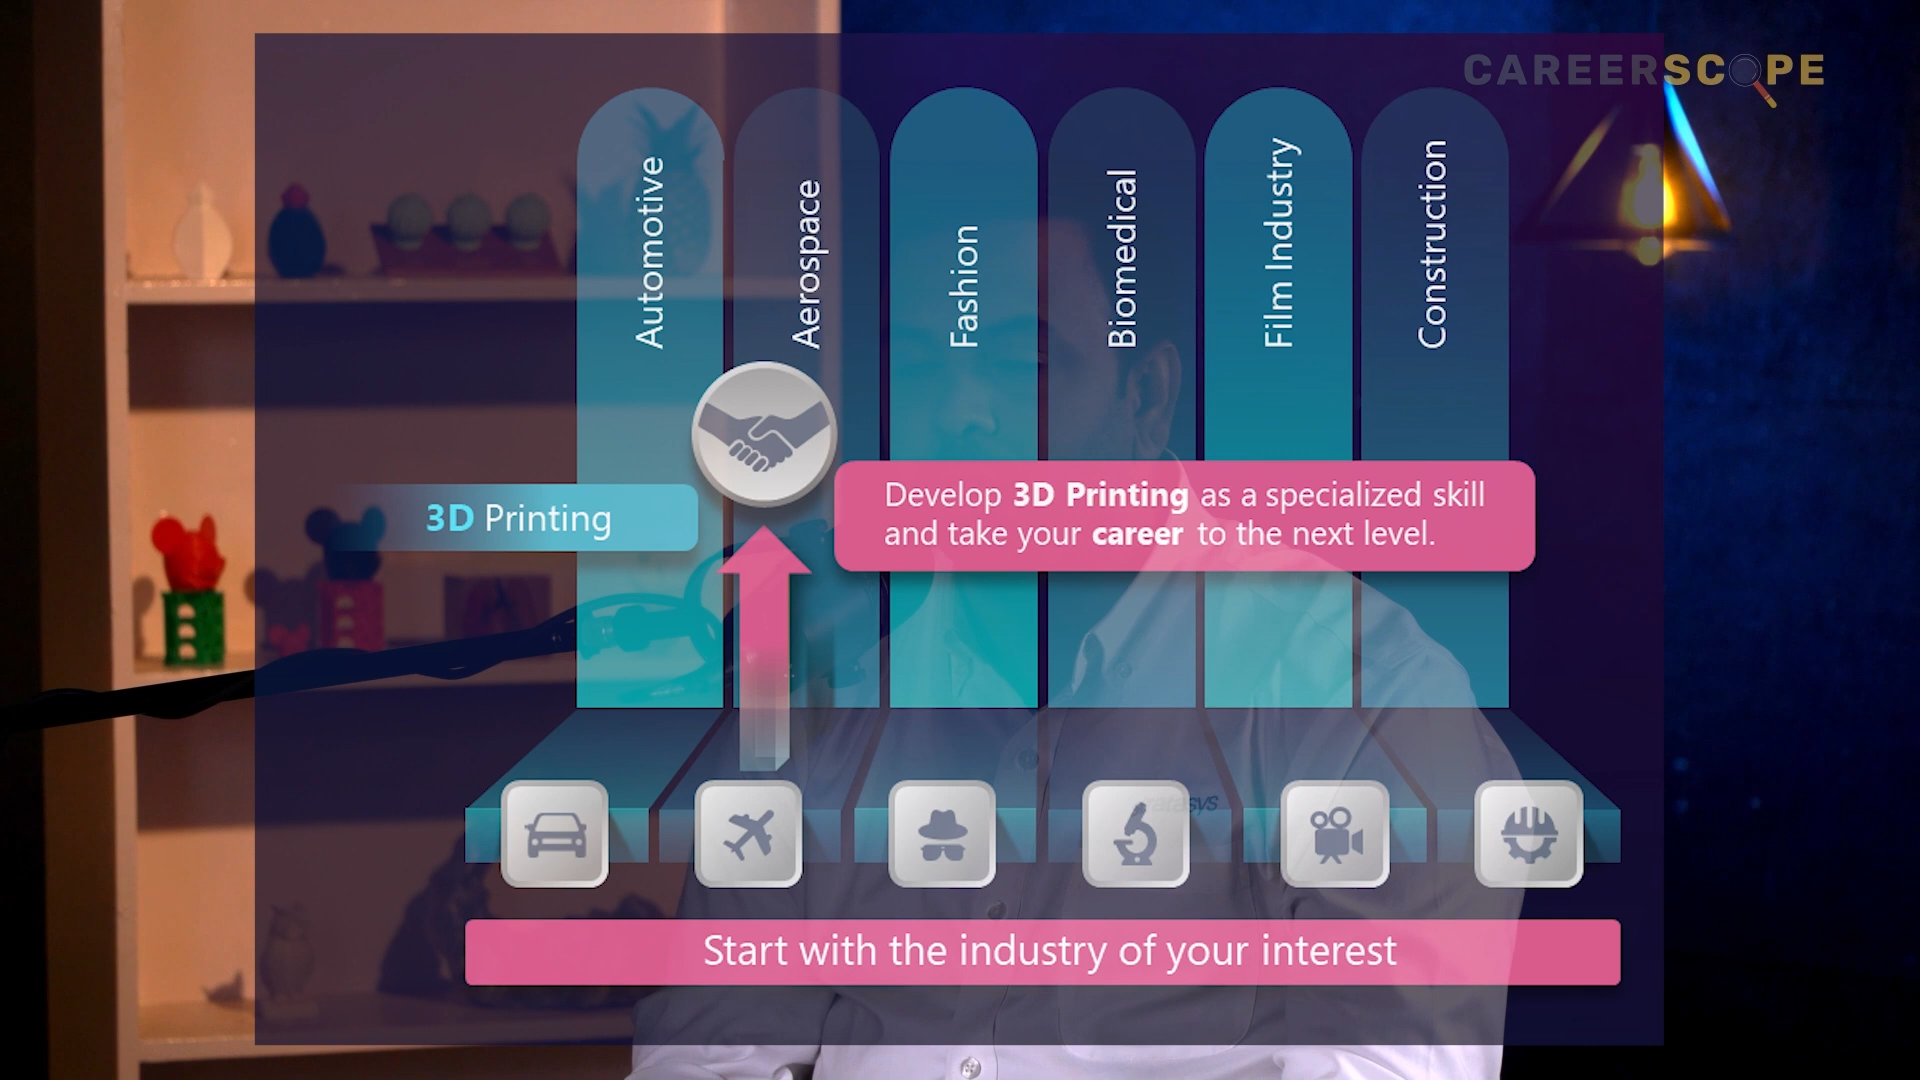 CAREERSCOPE
Automotive
Aerospace
Fashion
Biomedical
Film Industry
Construction
3D Printing
Develop 3D Printing as a specialized skill
and take your career to the next level.
Start with the industry of your interest